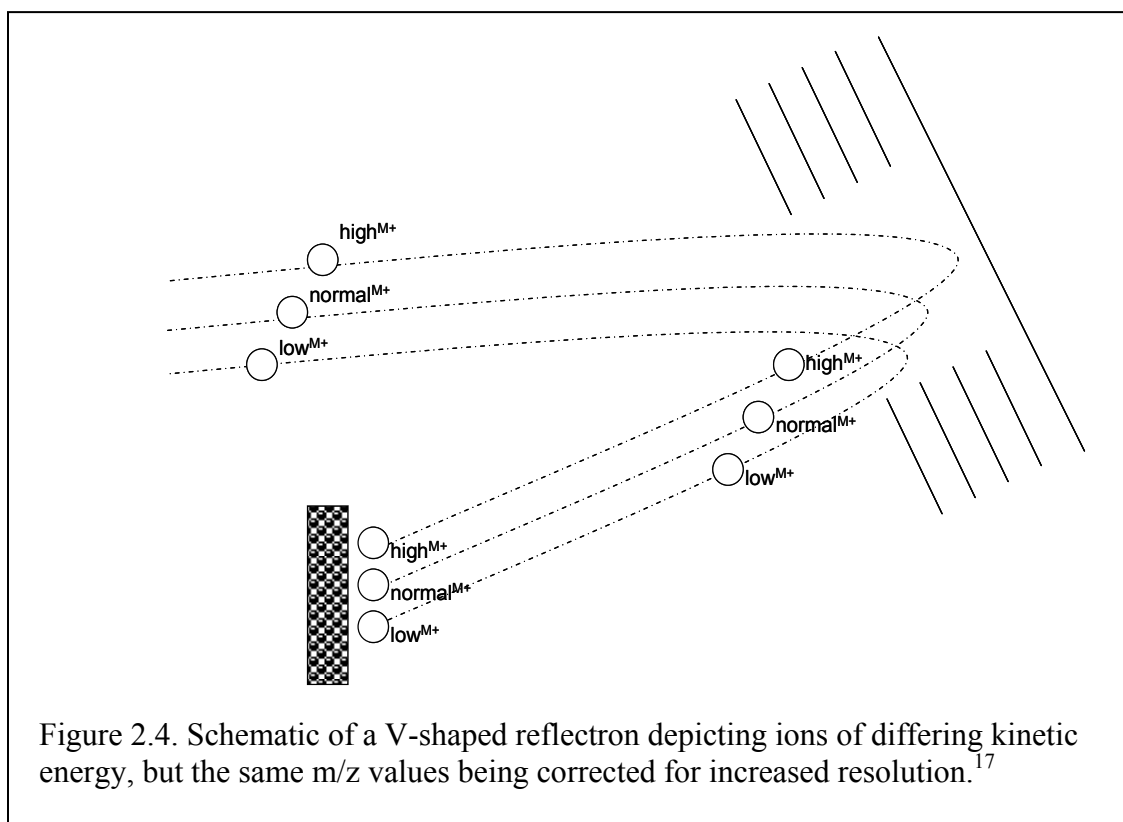 high^M+
normal^M+
low^M+
high^M+
normal^M+
low^M+
high^M+
normal^M+
low^M+
Figure 2.4. Schematic of a V-shaped reflectron depicting ions of differing kinetic
energy, but the same m/z values being corrected for increased resolution.^17